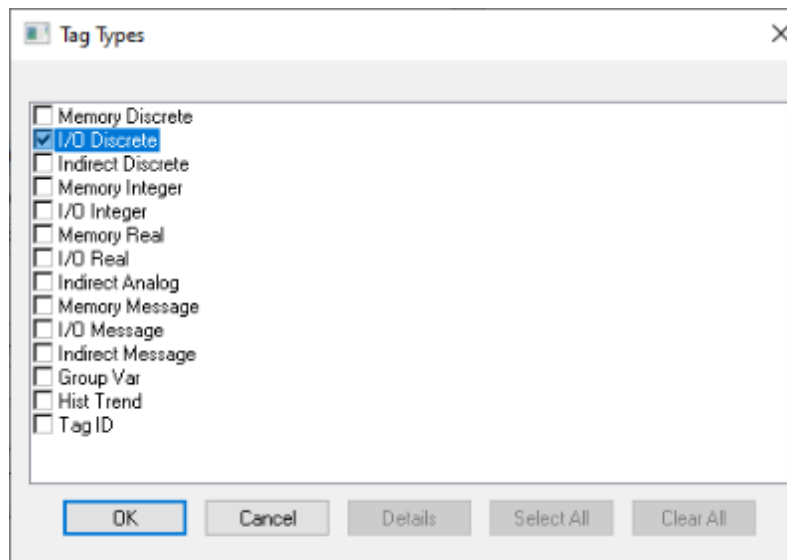 Tag Types
Memory Discrete
I/O Discrete
Indirect Discrete
Memory Integer
I/O Integer
Memory Real
I/O Real
Indirect Analog
Memory Message
I/O Message
Indirect Message
Group Var
Hist Trend
Tag ID
OK Cancel Details Select All Clear All